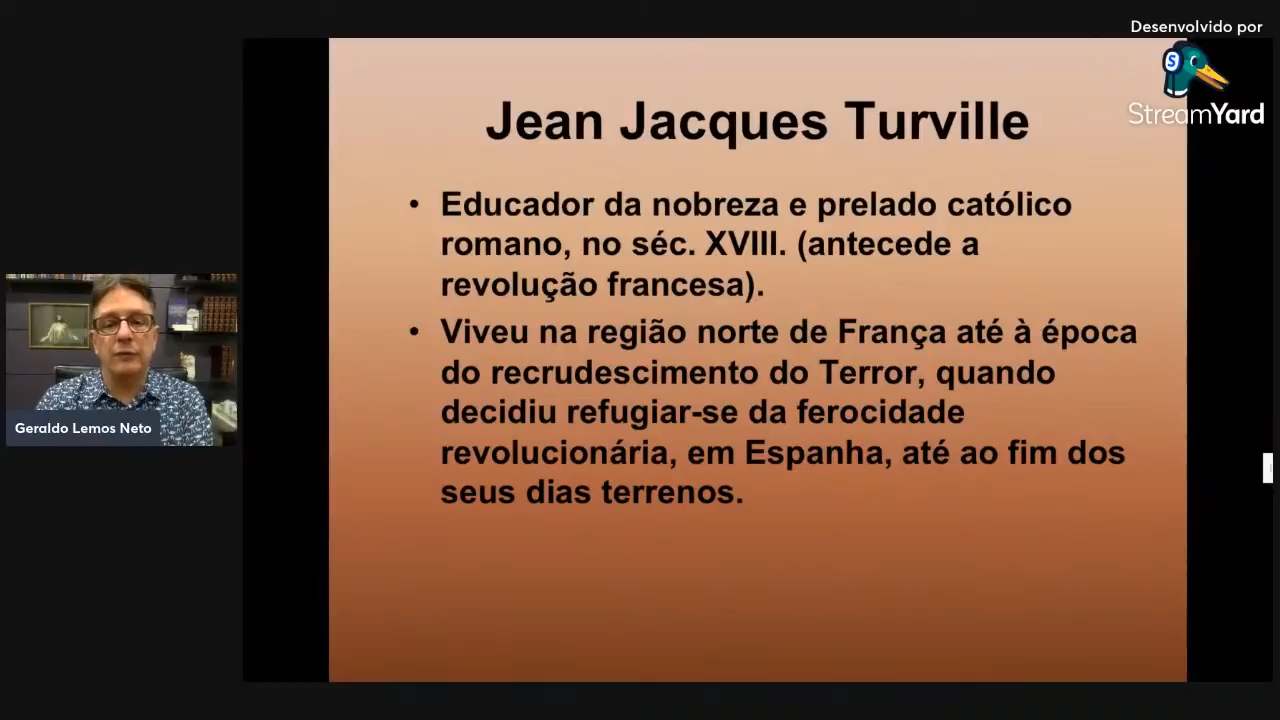 Desenvolvido por
StreamYard
Jean Jacques Turville
• Educador da nobreza e prelado católico
romano, no séc. XVIII. (antecede a
revolução francesa).
• Viveu na região norte de França até à época
do recrudescimento do Terror, quando
decidiu refugiar-se da ferocidade
revolucionária, em Espanha, até ao fim dos
seus dias terrenos.
Geraldo Lemos Neto